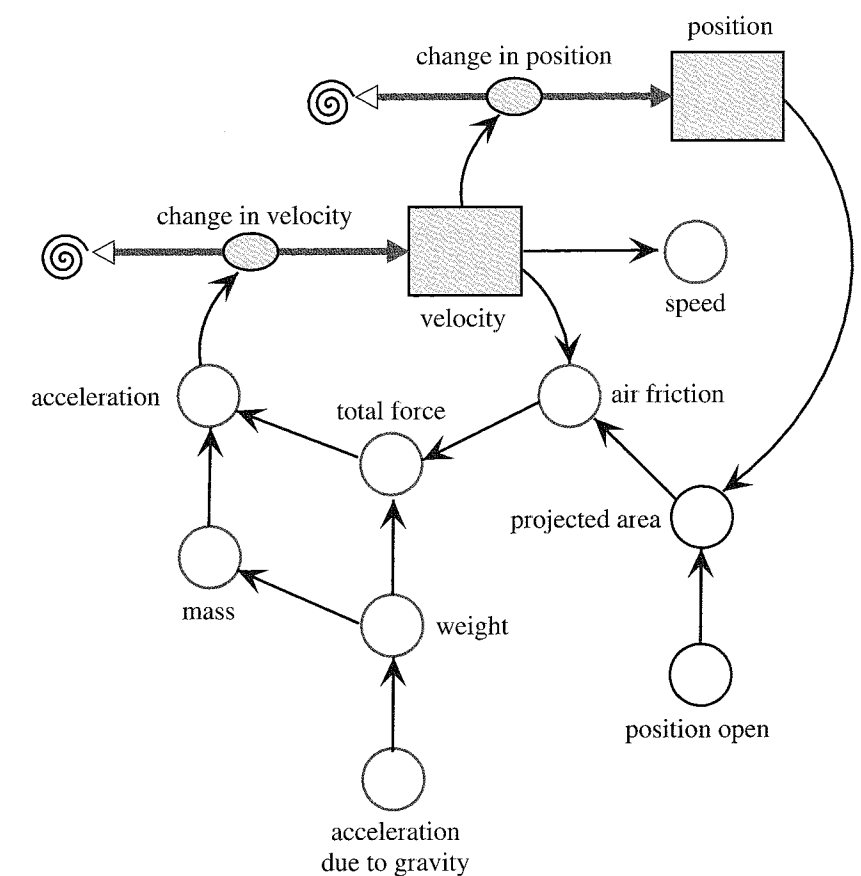 position
change in position
change in velocity
velocity
speed
acceleration
total force
air friction
projected area
mass
weight
position open
acceleration
due to gravity